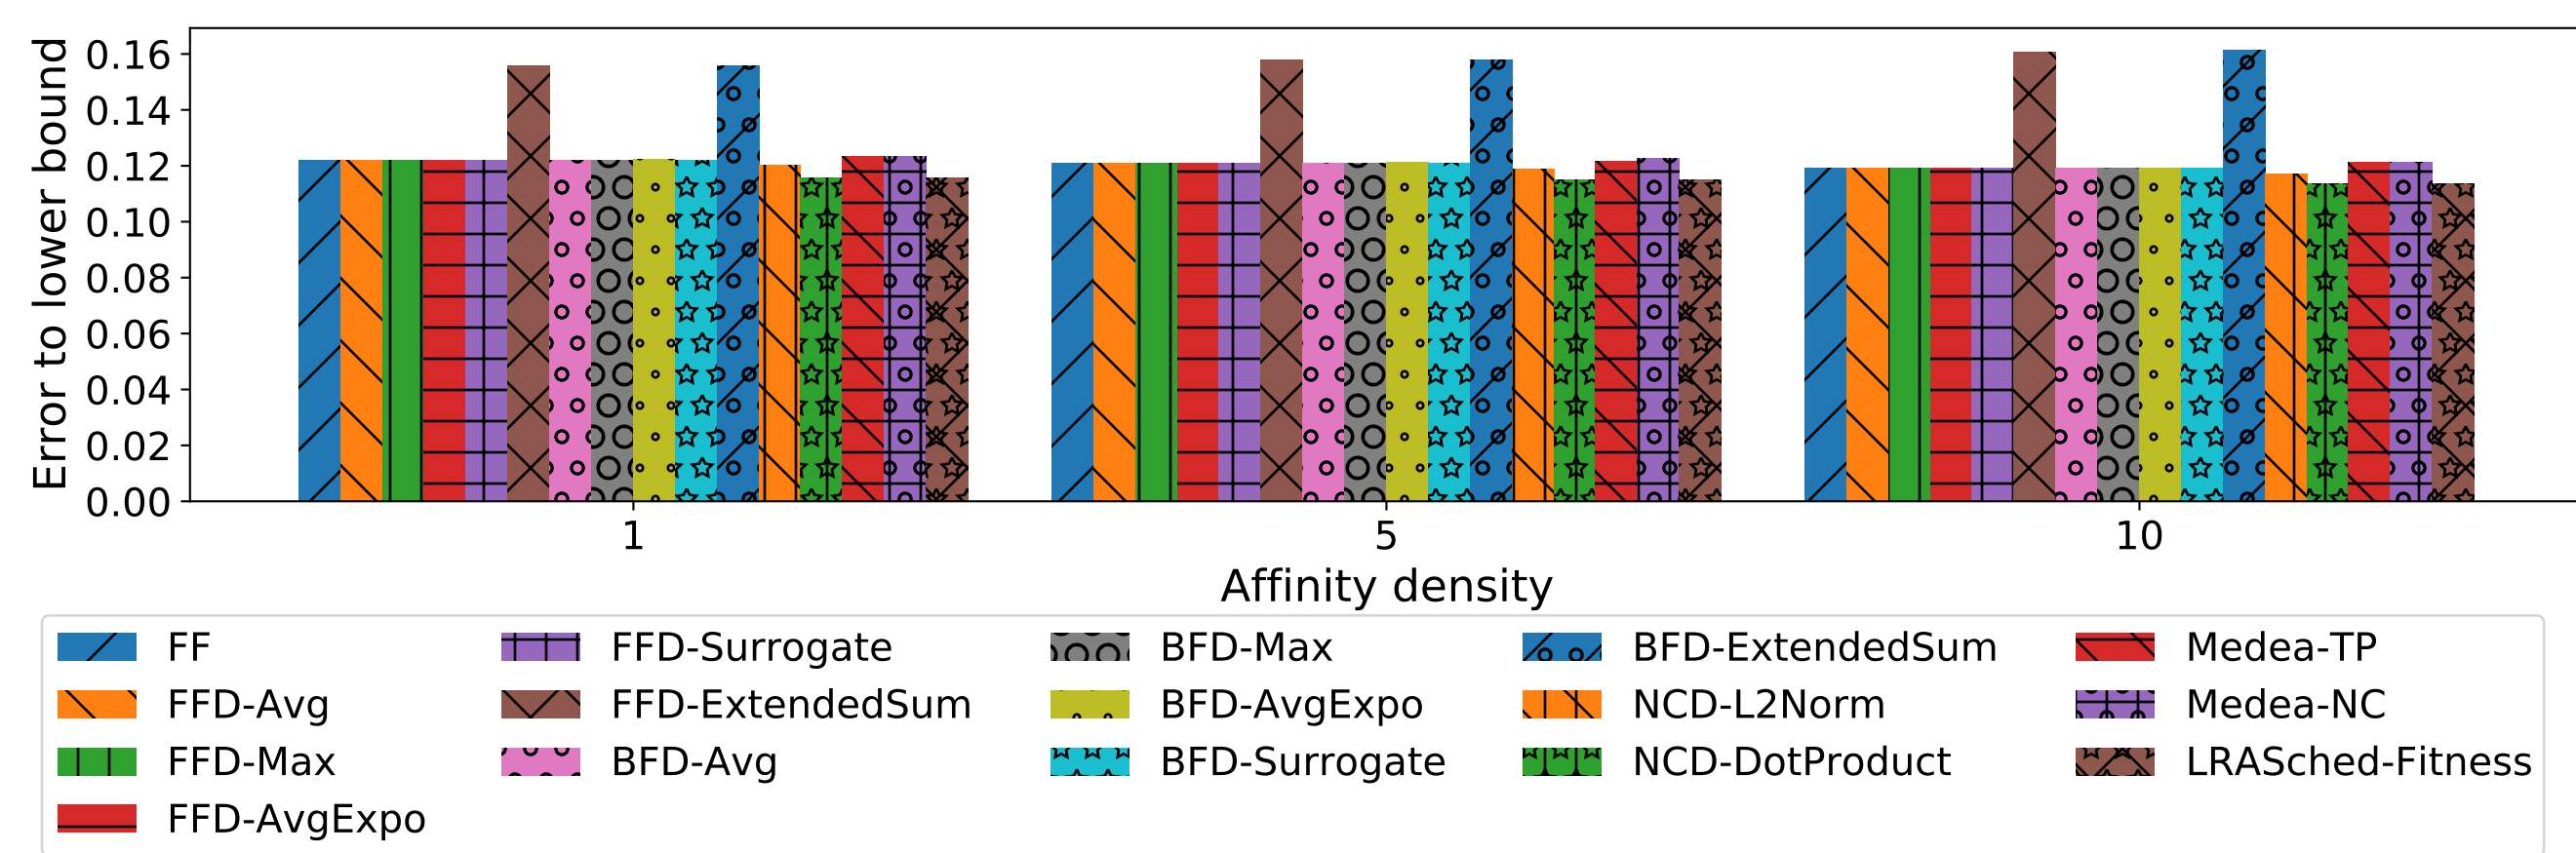 Error to lower bound
0.16
0.14
0.12
0.10
0.08
0.06
0.04
0.02
0.00
1
5
10
Affinity density
FF
FFD-Avg
FFD-Max
FFD-AvgExpo
FFD-Surrogate
FFD-ExtendedSum
BFD-Avg
BFD-Max
BFD-AvgExpo
BFD-Surrogate
BFD-ExtendedSum
NCD-L2Norm
NCD-DotProduct
Medea-TP
Medea-NC
LRASched-Fitness